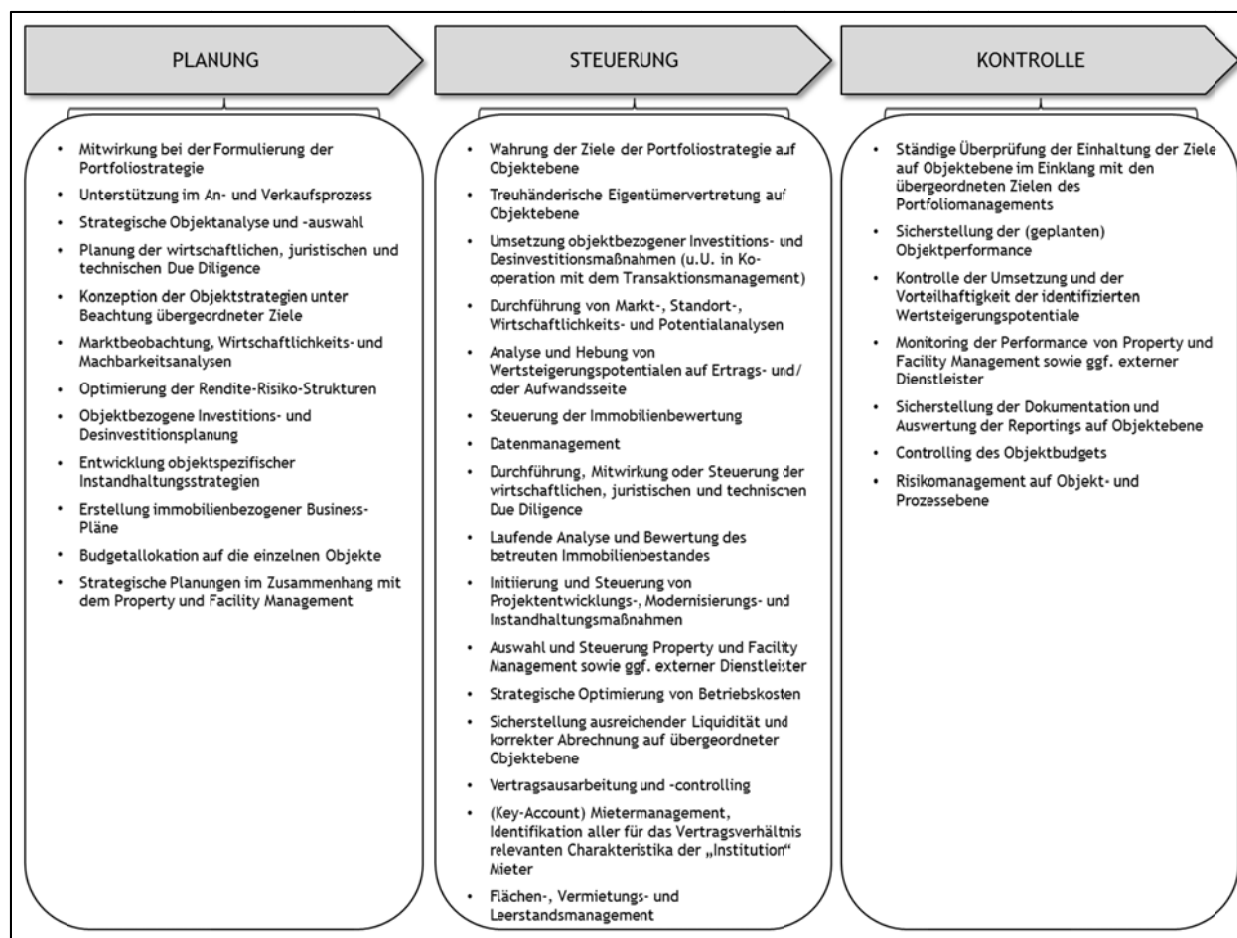 PLANUNG
• Mitwirkung bei der Formulierung der
Portfoliostrategie
• Unterstützung im An- und Verkaufsprozess
• Strategische Objektanalyse und -auswahl
• Planung der wirtschaftlichen, juristischen und
technischen Due Diligence
• Konzeption der Objektstrategien unter
Beachtung übergeordneter Ziele
• Marktbeobachtung, Wirtschaftlichkeits- und
Machbarkeitsanalysen
• Optimierung der Rendite-Risiko-Strukturen
• Objektbezogene Investitions- und
Desinvestitionsplanung
• Entwicklung objektspezifischer
Instandhaltungsstrategien
• Erstellung immobilienbezogener Business-
Pläne
• Budgetallokation auf die einzelnen Objekte
• Strategische Planungen im Zusammenhang mit
dem Property und Facility Management
STEUERUNG
• Wahrung der Ziele der Portfoliostrategie auf
Objektebene
• Treuhänderische Eigentümervertretung auf
Objektebene
• Umsetzung objektbezogener Investitions- und
Desinvestitionsmaßnahmen (u.U. in Ko-
operation mit dem Transaktionsmanagement)
• Durchführung von Markt-, Standort-,
Wirtschaftlichkeits- und Potentialanalysen
• Analyse und Hebung von
Wertsteigerungspotentialen auf Ertrags- und/
oder Aufwandsseite
• Steuerung der Immobilienbewertung
• Datenmanagement
• Durchführung, Mitwirkung oder Steuerung der
wirtschaftlichen, juristischen und technischen
Due Diligence
• Laufende Analyse und Bewertung des
betreuten Immobilienbestandes
• Initiierung und Steuerung von
Projektentwicklungs-, Modernisierungs- und
Instandhaltungsmaßnahmen
• Auswahl und Steuerung Property und Facility
Management sowie ggf. externer Dienstleister
• Strategische Optimierung von Betriebskosten
• Sicherstellung ausreichender Liquidität und
korrekter Abrechnung auf übergeordneter
Objektebene
• Vertragsausarbeitung und -controlling
• (Key-Account) Mietermanagement,
Identifikation aller für das Vertragsverhältnis
relevanten Charakteristika der „Institution“
Mieter
• Flächen-, Vermietungs- und
Leerstandsmanagement
KONTROLLE
• Ständige Überprüfung der Einhaltung der Ziele
auf Objektebene im Einklang mit den
übergeordneten Zielen des
Portfoliomanagements
• Sicherstellung der (geplanten)
Objektperformance
• Kontrolle der Umsetzung und der
Vorteilhaftigkeit der identifizierten
Wertsteigerungspotentiale
• Monitoring der Performance von Property und
Facility Management sowie ggf. externer
Dienstleister
• Sicherstellung der Dokumentation und
Auswertung der Reportings auf Objektebene
• Controlling des Objektbudgets
• Risikomanagement auf Objekt- und
Prozessebene